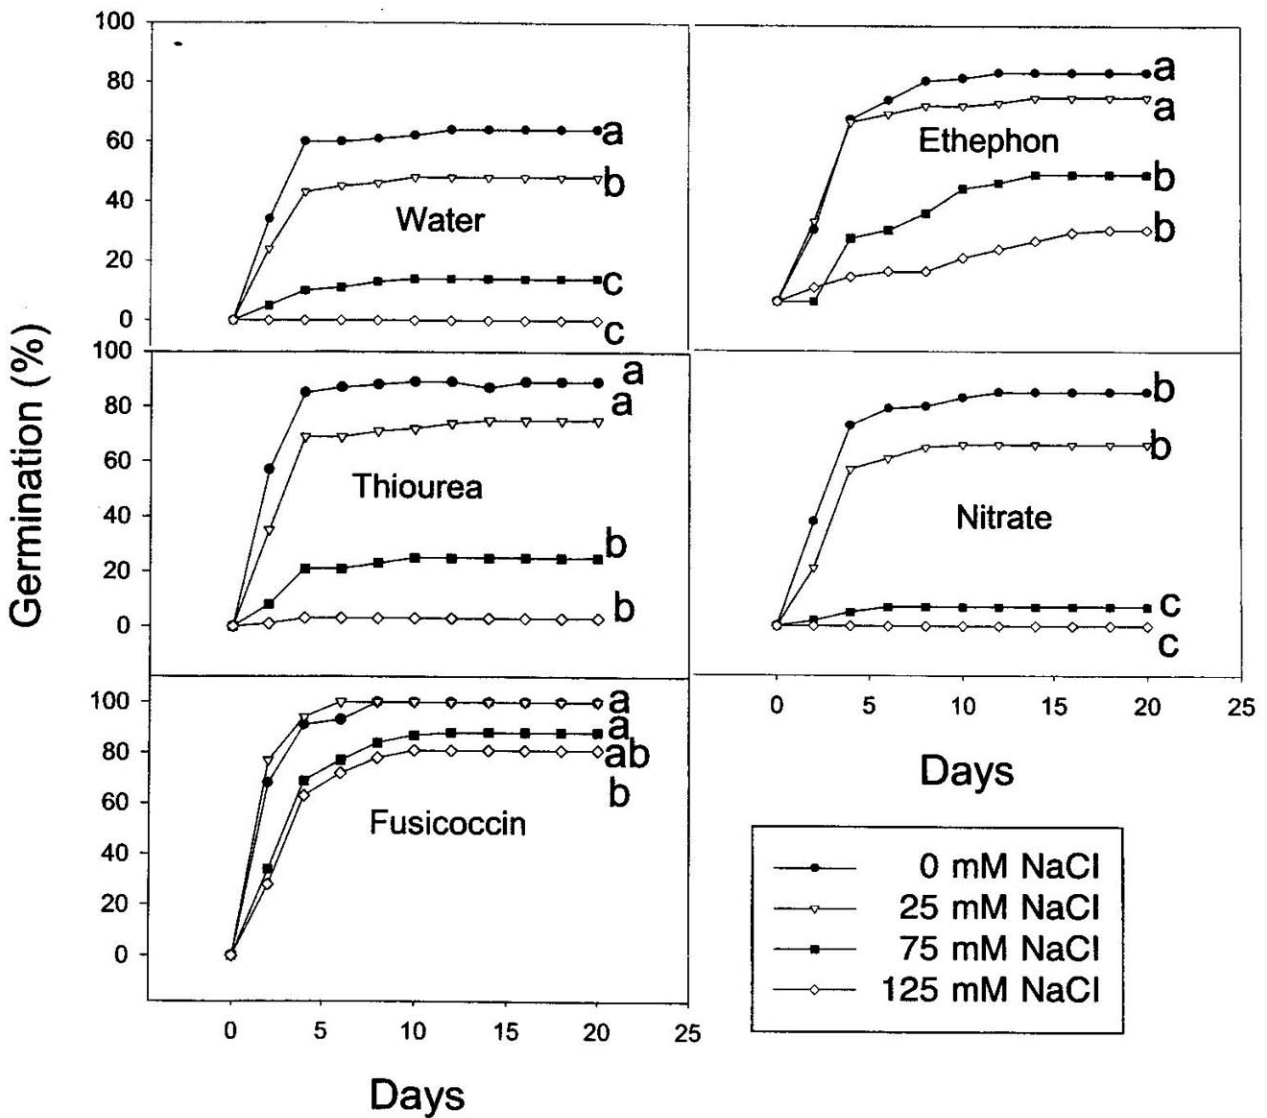 100
80
60
40
20
0
a
b
Water
c
c
a
a
Ethephon
b
b
Germination (%)
100
80
60
40
20
0
a
a
Thiourea
b
b
b
b
Nitrate
c
c
0 5 10 15 20 25
Days
100
80
60
40
20
0
a
a
ab
b
Fusicoccin
0 5 10 15 20 25
Days
0 mM NaCl
25 mM NaCl
75 mM NaCl
125 mM NaCl